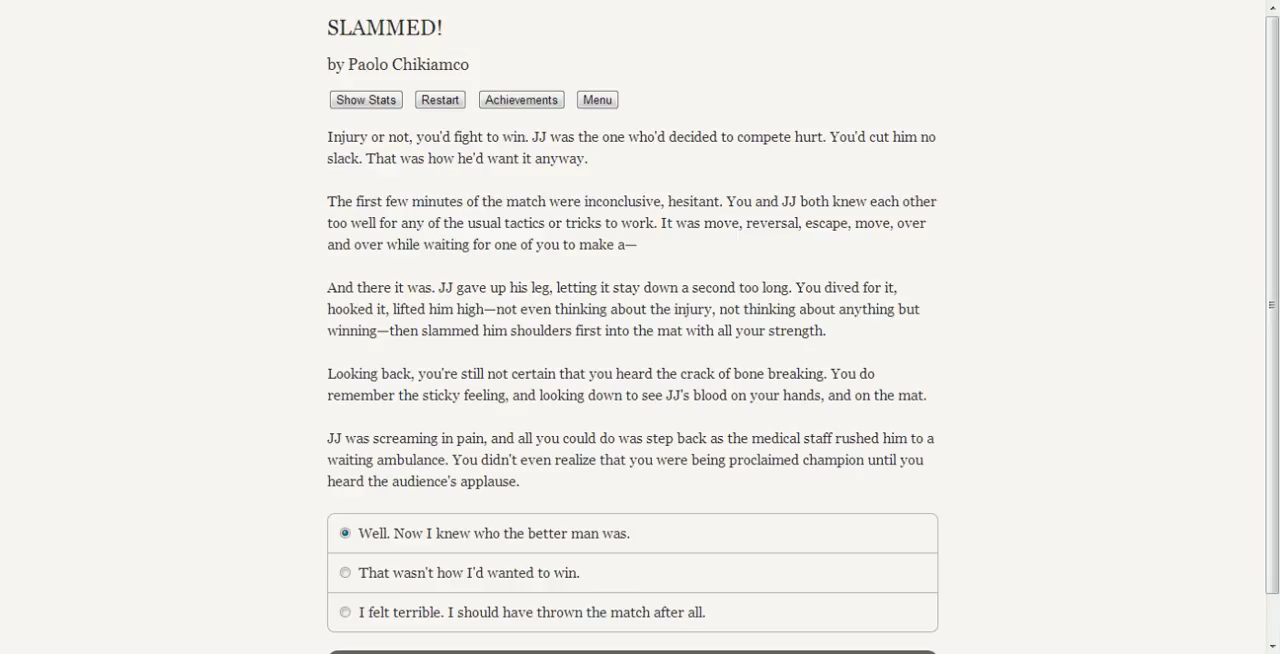 SLAMMED!
by Paolo Chikiamco
Show Stats Restart Achievements Menu
Injury or not, you'd fight to win. JJ was the one who'd decided to compete hurt. You'd cut him no
slack. That was how he'd want it anyway.
The first few minutes of the match were inconclusive, hesitant. You and JJ both knew each other
too well for any of the usual tactics or tricks to work. It was move, reversal, escape, move, over
and over while waiting for one of you to make a—
And there it was. JJ gave up his leg, letting it stay down a second too long. You dived for it,
hooked it, lifted him high—not even thinking about the injury, not thinking about anything but
winning—then slammed him shoulders first into the mat with all your strength.
Looking back, you're still not certain that you heard the crack of bone breaking. You do
remember the sticky feeling, and looking down to see JJ's blood on your hands, and on the mat.
JJ was screaming in pain, and all you could do was step back as the medical staff rushed him to a
waiting ambulance. You didn't even realize that you were being proclaimed champion until you
heard the audience's applause.
Well. Now I knew who the better man was.
That wasn't how I'd wanted to win.
I felt terrible. I should have thrown the match after all.